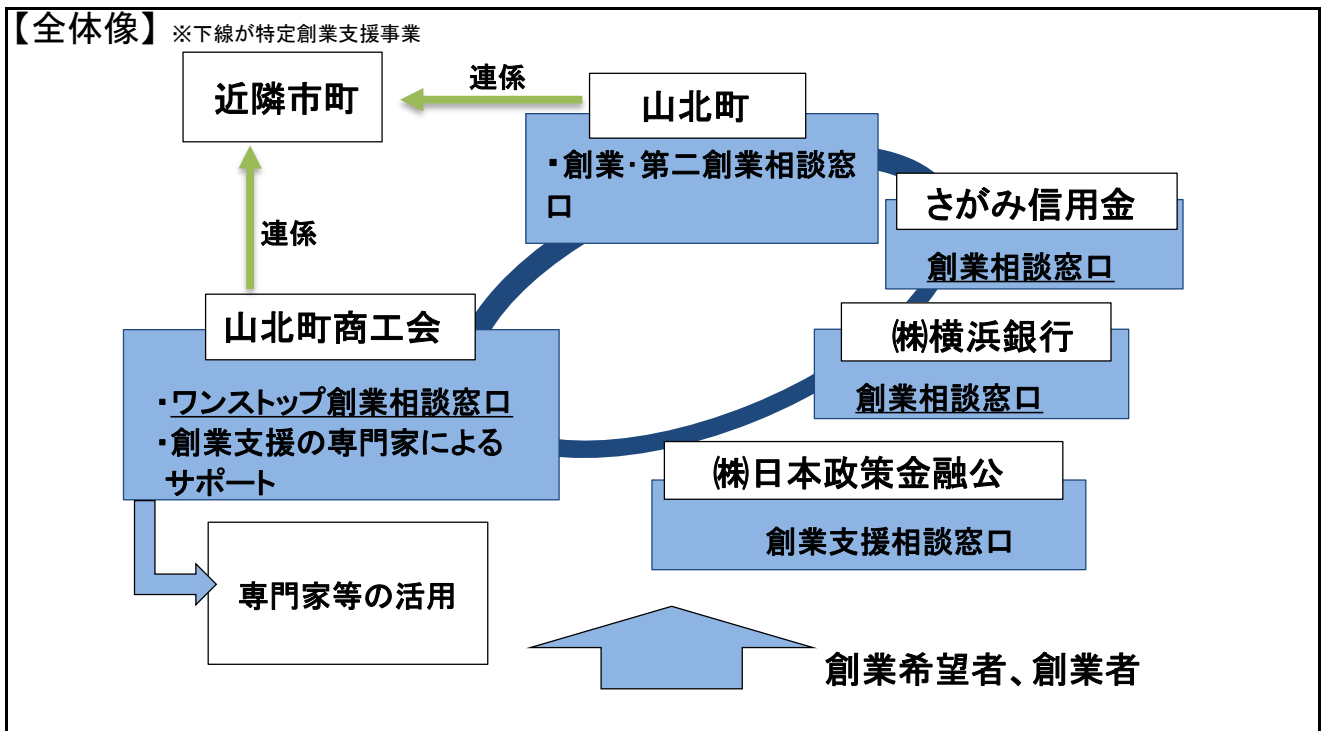 【全体像】 ※下線が特定創業支援事業
近隣市町
連係
山北町
・創業・第二創業相談窓
口
さがみ信用金
創業相談窓口
連係
山北町商工会
・ワンストップ創業相談窓口
・創業支援の専門家による
サポート
㈱横浜銀行
創業相談窓口
㈱日本政策金融公
創業支援相談窓口
専門家等の活用
創業希望者、創業者